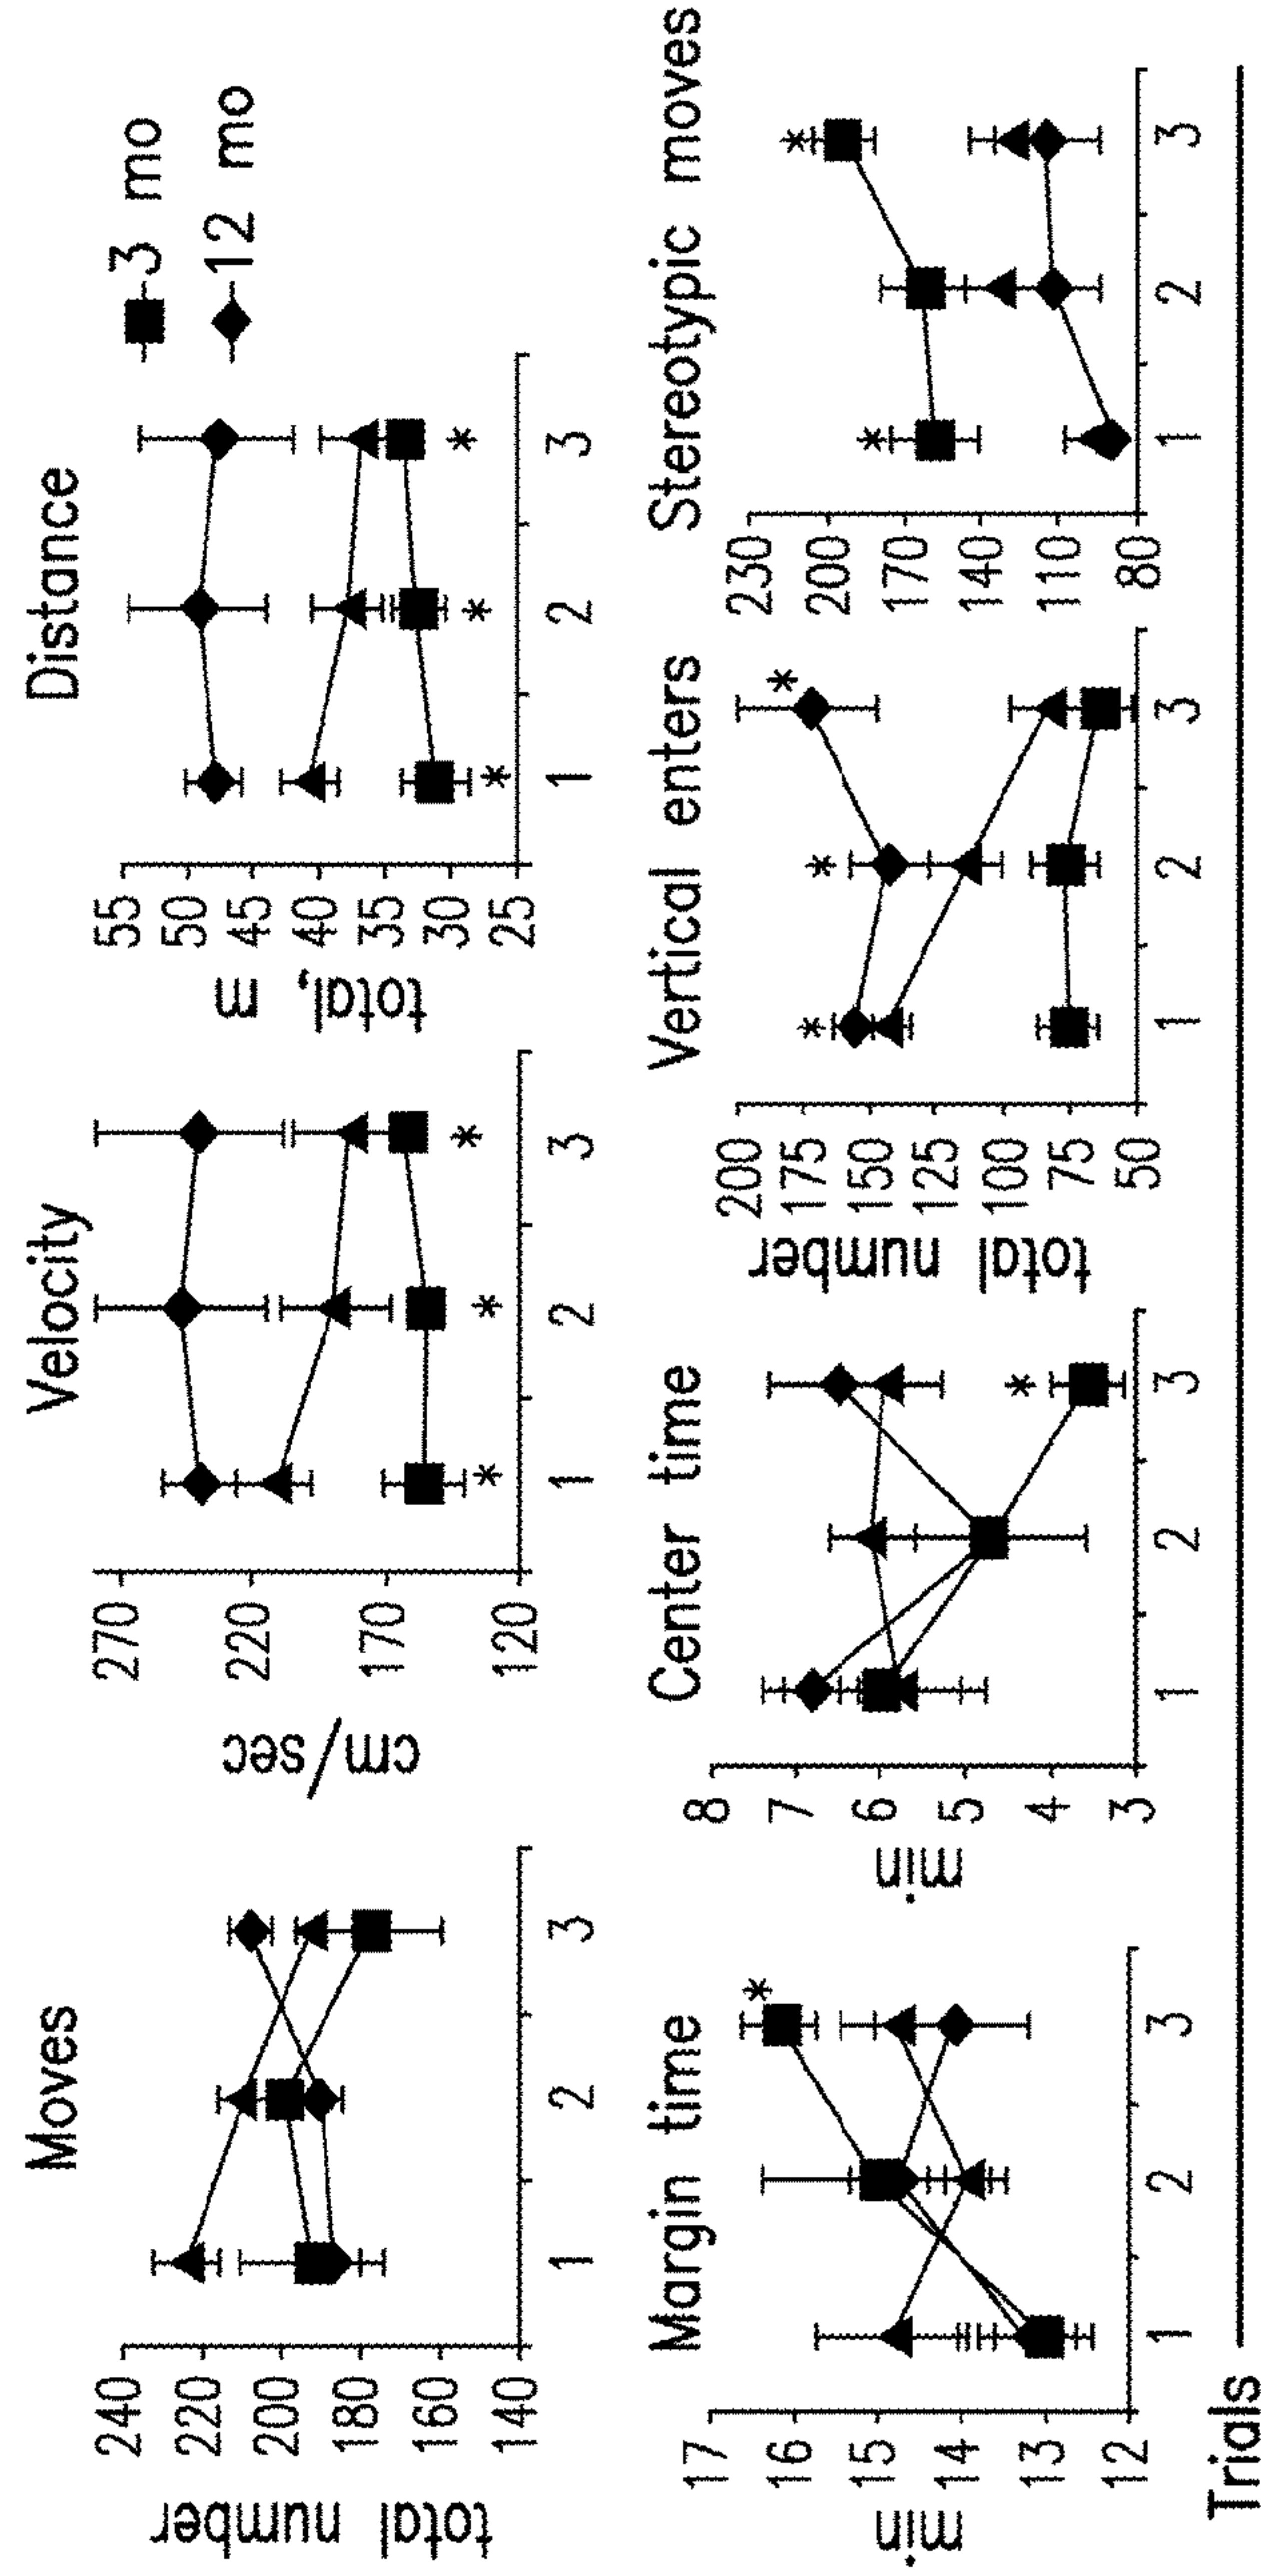 Moves
total number
240
220
200
180
160
140
1 2 3
Velocity
cm/sec
270
220
170
120
1 2 3
*
*
*
Distance
total, m
55
50
45
40
35
30
25
1 2 3
*
*
*
3 mo
12 mo
Margin time
min
17
16
15
14
13
12
1 2 3
*
Center time
min
8
7
6
5
4
3
1 2 3
*
Vertical enters
total number
200
175
150
125
100
75
50
1 2 3
*
*
*
Stereotypic moves
230
200
170
140
110
80
1 2 3
*
*
Trials